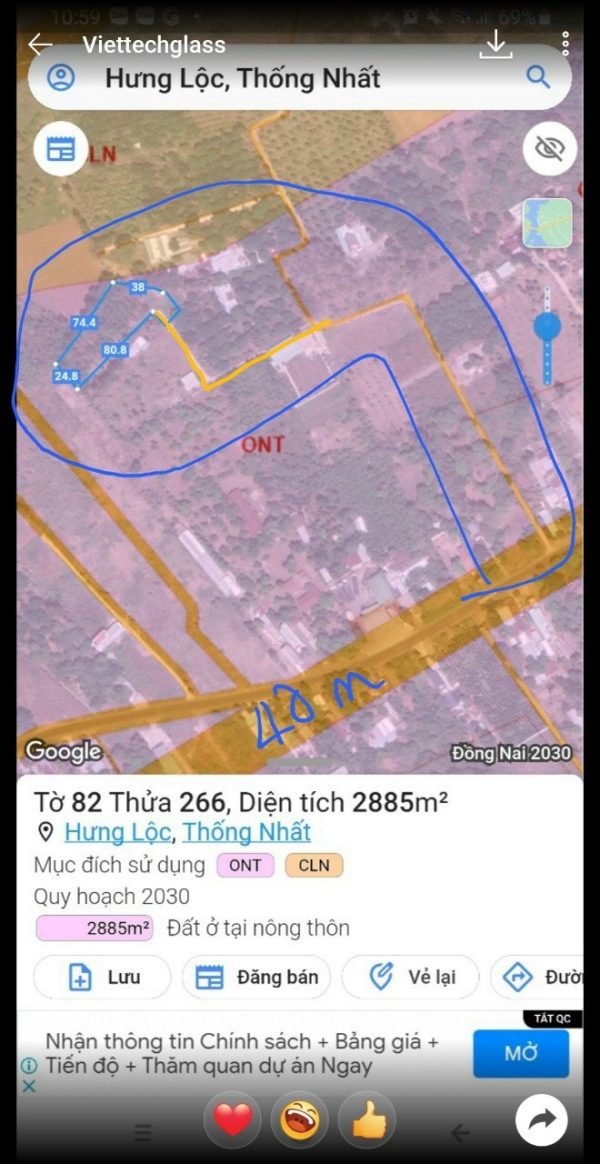 10:59
69%
Viettechglass
Hưng Lộc, Thống Nhất
LN
38
74.4
80.8
24.8
ONT
40 m
Google
Đồng Nai 2030
Tờ 82 Thửa 266, Diện tích 2885m²
Hưng Lộc, Thống Nhất
Mục đích sử dụng ONT CLN
Quy hoạch 2030
2885m² Đất ở tại nông thôn
Lưu Đăng bán Vẽ lại Đườ
TẮT QC
Nhận thông tin Chính sách + Bảng giá +
Tiến độ + Thăm quan dự án Ngay
MỞ